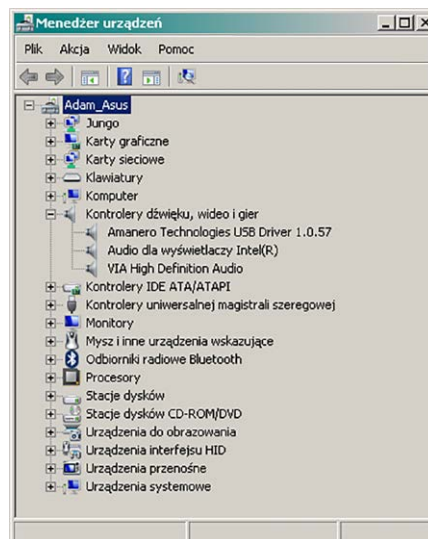 Menedżer urządzeń
Plik Akcja Widok Pomoc
Adam_Asus
Jungo
Karty graficzne
Karty sieciowe
Klawiatury
Komputer
Kontrolery dźwięku, wideo i gier
Amanero Technologies USB Driver 1.0.57
Audio dla wyświetlaczy Intel(R)
VIA High Definition Audio
Kontrolery IDE ATA/ATAPI
Kontrolery uniwersalnej magistrali szeregowej
Monitory
Mysz i inne urządzenia wskazujące
Odbiorniki radiowe Bluetooth
Procesory
Stacje dysków
Stacje dysków CD-ROM/DVD
Urządzenia do obrazowania
Urządzenia interfejsu HID
Urządzenia przenośne
Urządzenia systemowe